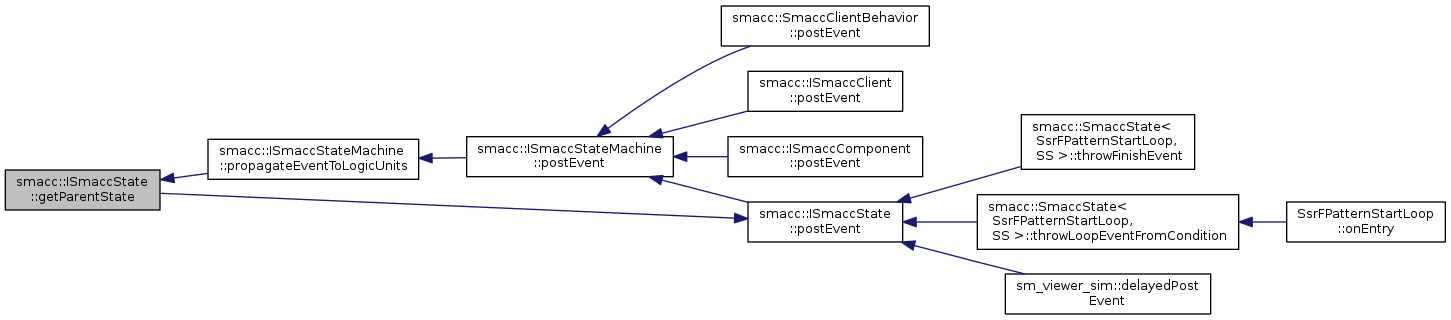 smacc::ISmaccState
::getParentState
smacc::ISmaccStateMachine
::propagateEventToLogicUnits
smacc::ISmaccStateMachine
::postEvent
smacc::SmaccClientBehavior
::postEvent
smacc::ISmaccClient
::postEvent
smacc::ISmaccComponent
::postEvent
smacc::ISmaccState
::postEvent
smacc::SmaccState<
SsrFPatternStartLoop,
SS >::throwFinishEvent
smacc::SmaccState<
SsrFPatternStartLoop,
SS >::throwLoopEventFromCondition
sm_viewer_sim::delayedPost
Event
SsrFPatternStartLoop
::onEntry